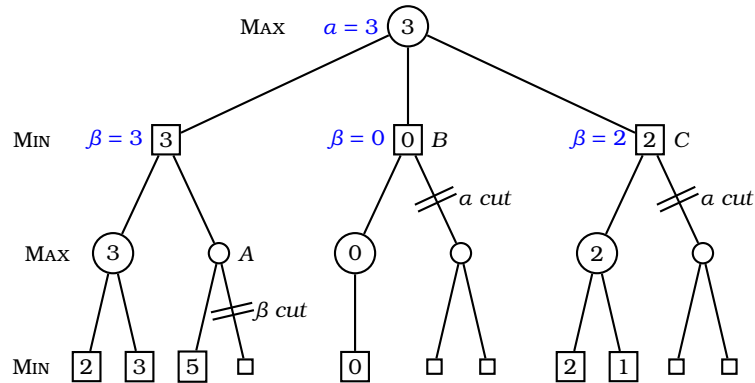 MAX α = 3 3
MIN β = 3 3 β = 0 0 B β = 2 2 C
α cut α cut
MAX 3 A 0 2
β cut
MIN 2 3 5 0 2 1